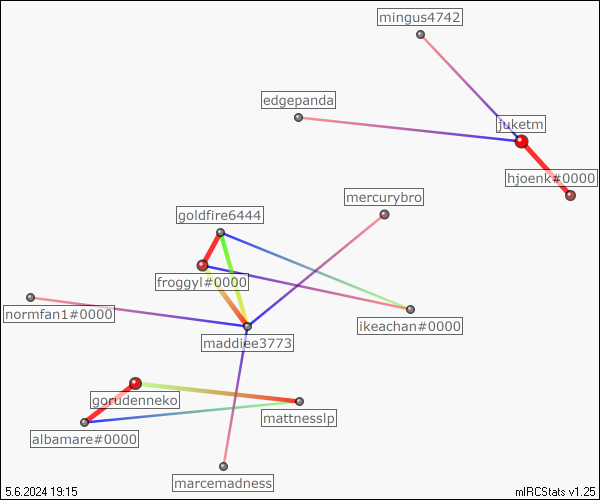 mingus4742
edgepanda
juketm
hjoenk#0000
mercurybro
goldfire6444
froggyl#0000
normfan1#0000
ikeachan#0000
maddiee3773
gorudenneko
mattnesslp
albamare#0000
marcemadness
5.6.2024 19:15
mIRCStats v1.25